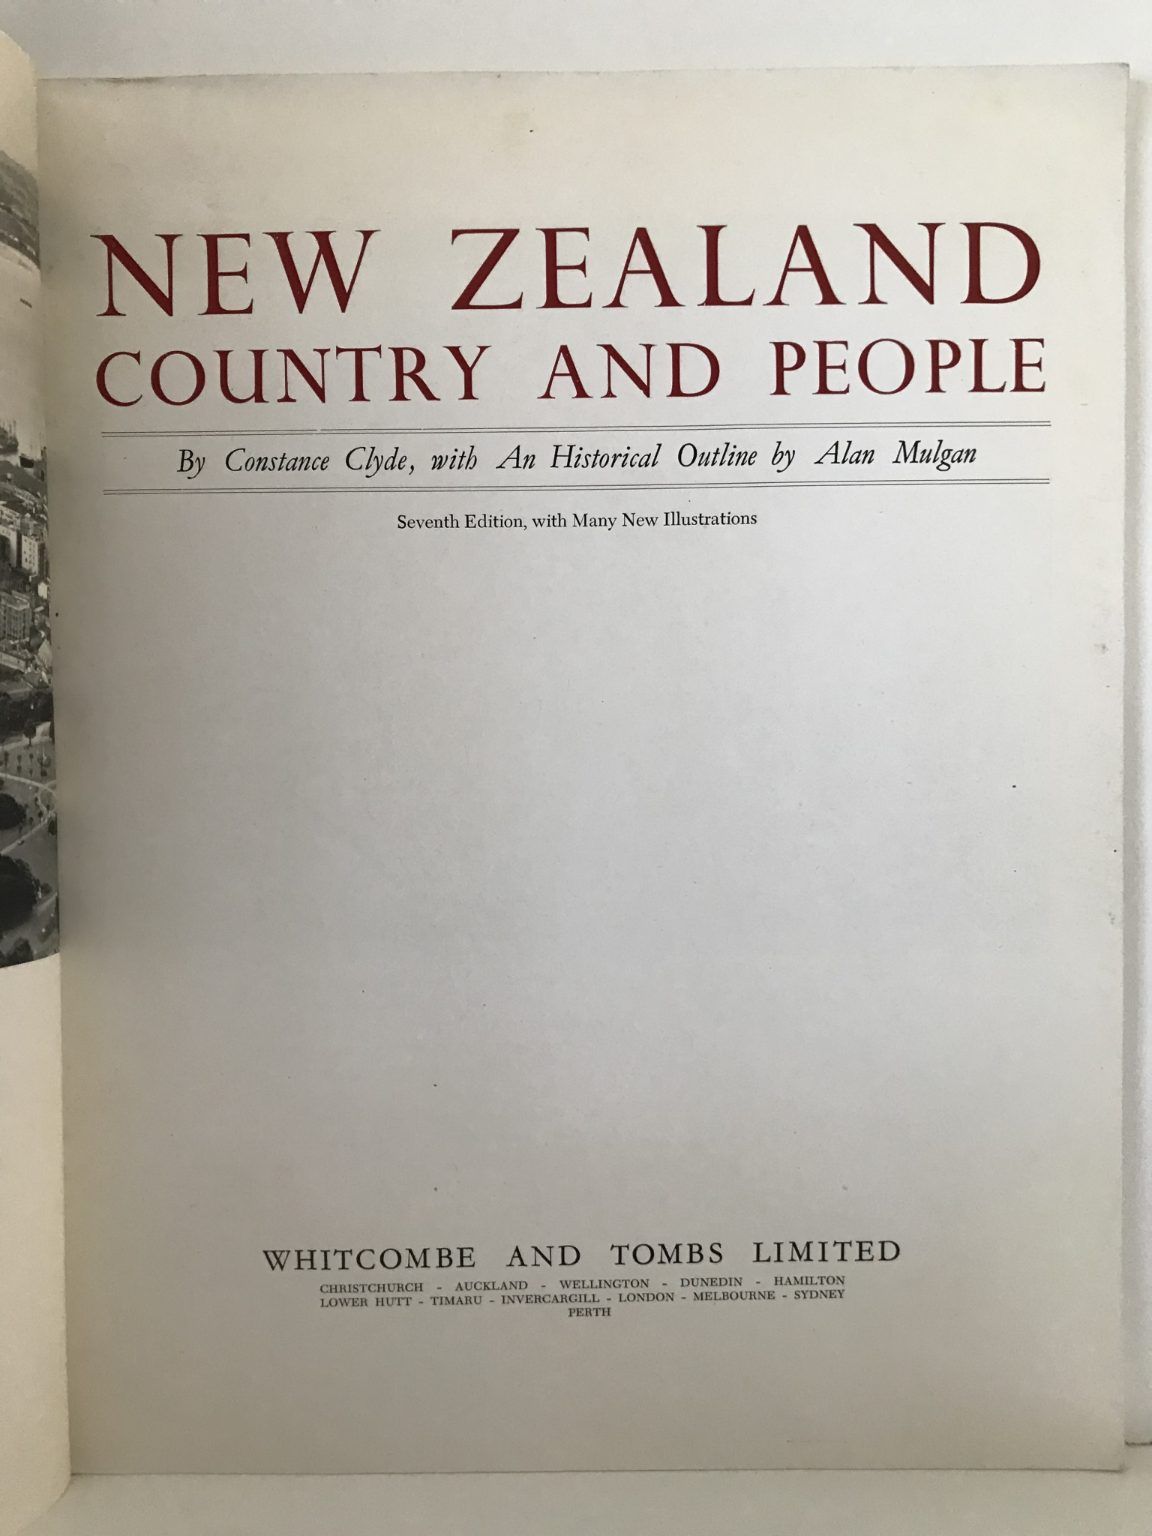 NEW ZEALAND
COUNTRY AND PEOPLE
By Constance Clyde, with An Historical Outline by Alan Mulgan
Seventh Edition, with Many New Illustrations
WHITCOMBE AND TOMBS LIMITED
CHRISTCHURCH - AUCKLAND - WELLINGTON - DUNEDIN - HAMILTON
LOWER HUTT - TIMARU - INVERCARGILL - LONDON - MELBOURNE - SYDNEY
PERTH